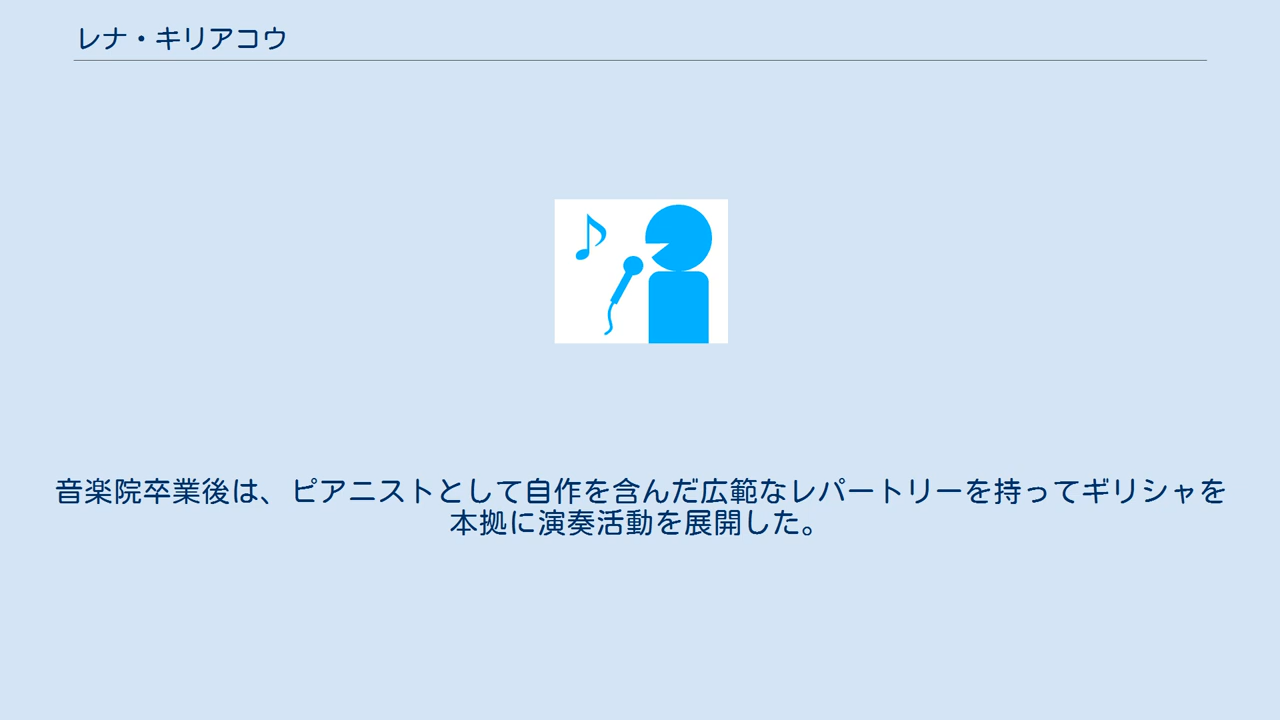 レナ・キリアコウ
音楽院卒業後は、ピアニストとして自作を含んだ広範なレパートリーを持ってギリシャを
本拠に演奏活動を展開した。